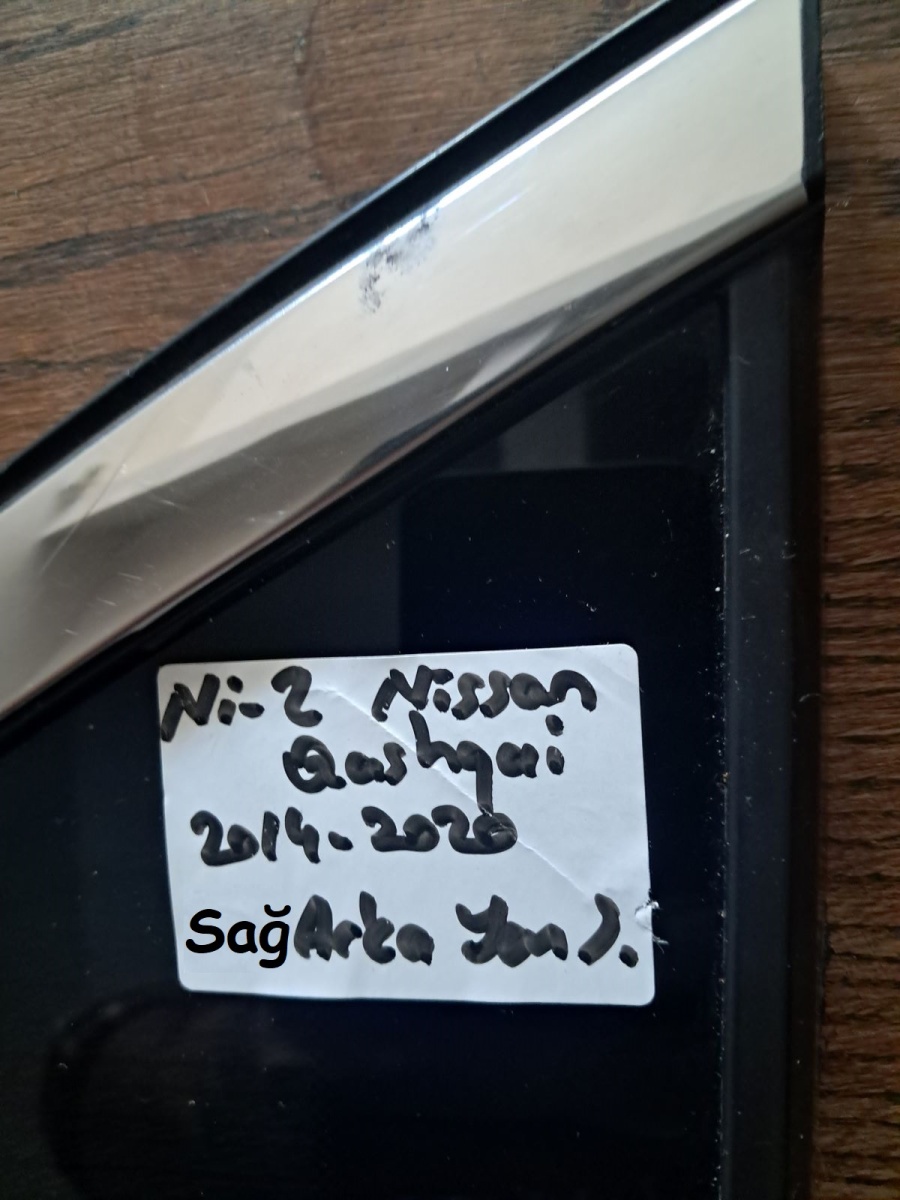 Ni-2 Nissan
Qashqai
2014-2020
Sağ Arka Yan